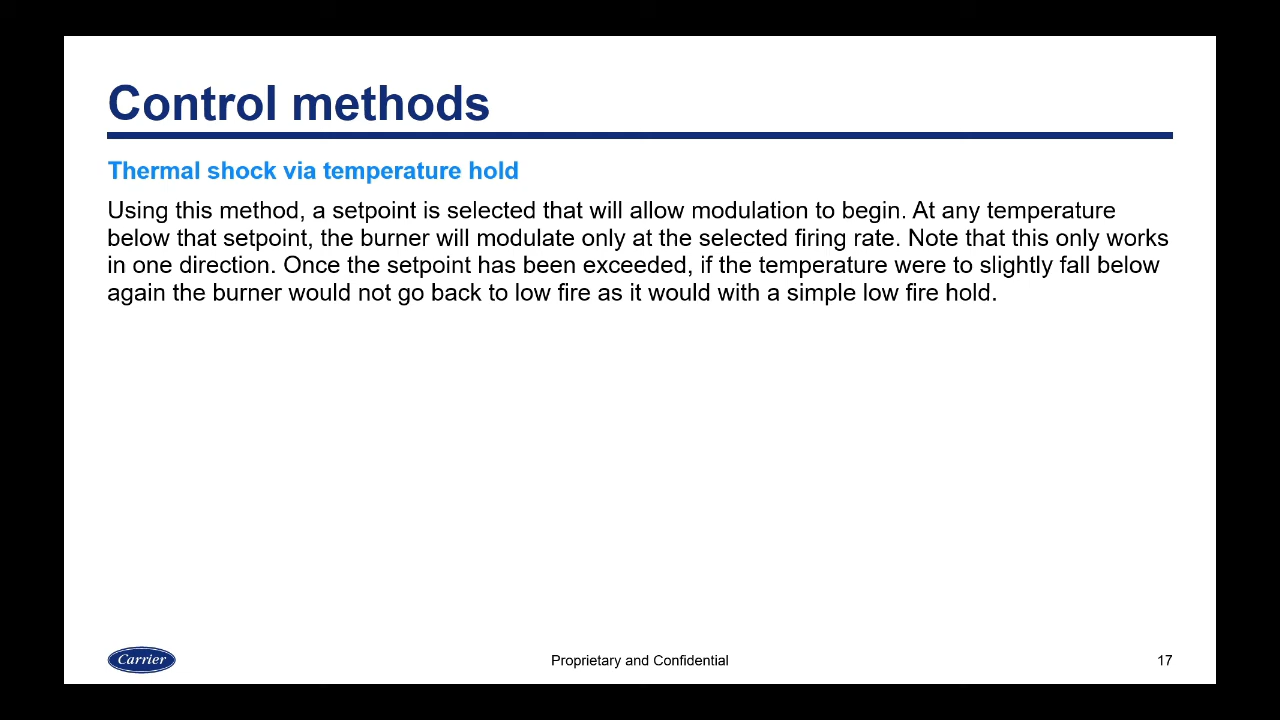 Control methods
Thermal shock via temperature hold
Using this method, a setpoint is selected that will allow modulation to begin. At any temperature
below that setpoint, the burner will modulate only at the selected firing rate. Note that this only works
in one direction. Once the setpoint has been exceeded, if the temperature were to slightly fall below
again the burner would not go back to low fire as it would with a simple low fire hold.
Carrier
Proprietary and Confidential
17